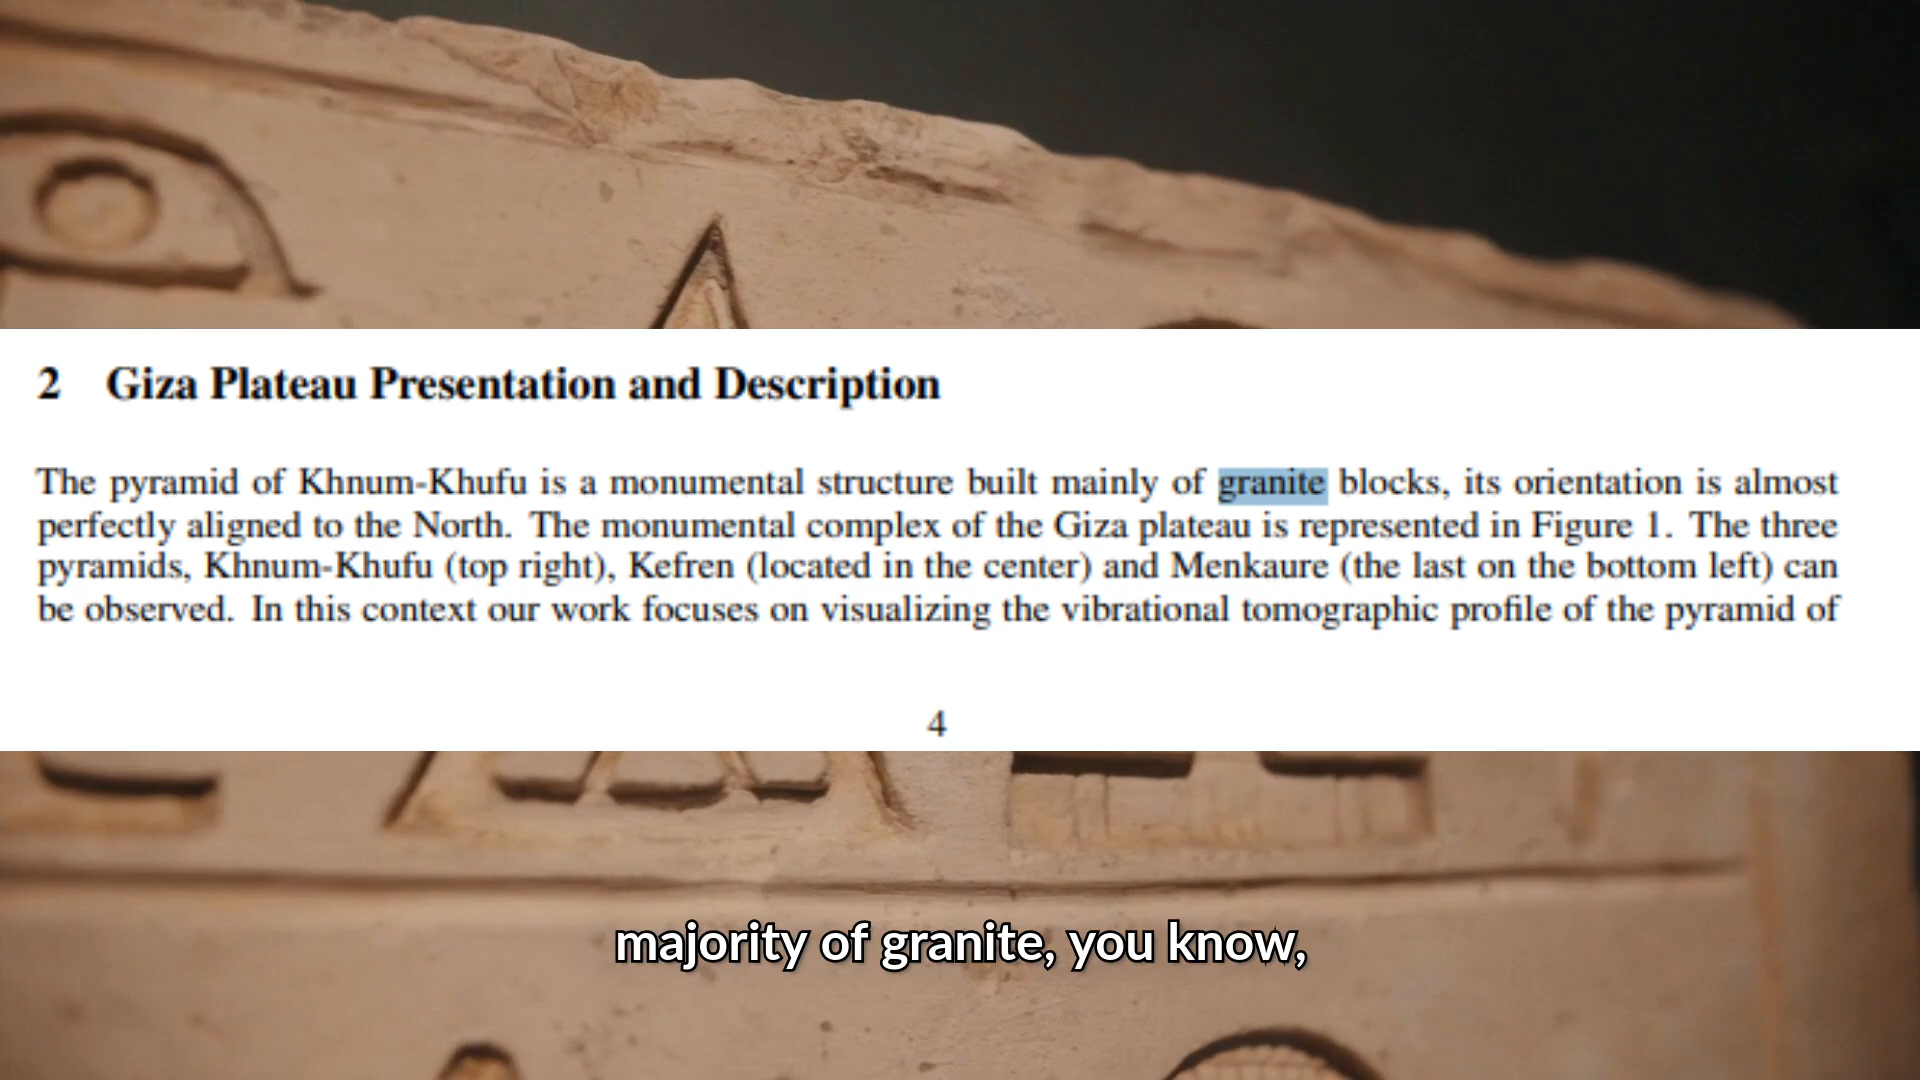 2 Giza Plateau Presentation and Description
The pyramid of Khnum-Khufu is a monumental structure built mainly of granite blocks, its orientation is almost
perfectly aligned to the North. The monumental complex of the Giza plateau is represented in Figure 1. The three
pyramids, Khnum-Khufu (top right), Kefren (located in the center) and Menkaure (the last on the bottom left) can
be observed. In this context our work focuses on visualizing the vibrational tomographic profile of the pyramid of
4
majority of granite, you know,